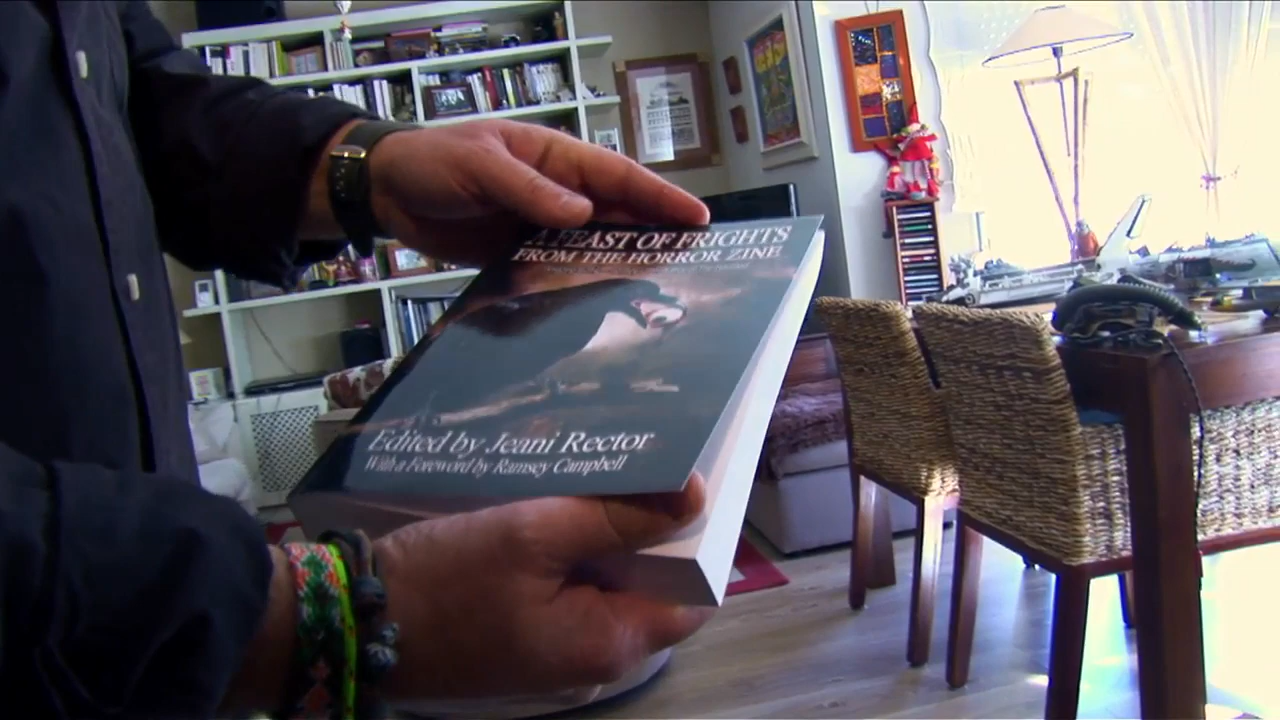 A FEAST OF FRIGHTS
FROM THE HORROR ZINE
Edited by Jeani Rector
With a Foreword by Ramsey Campbell